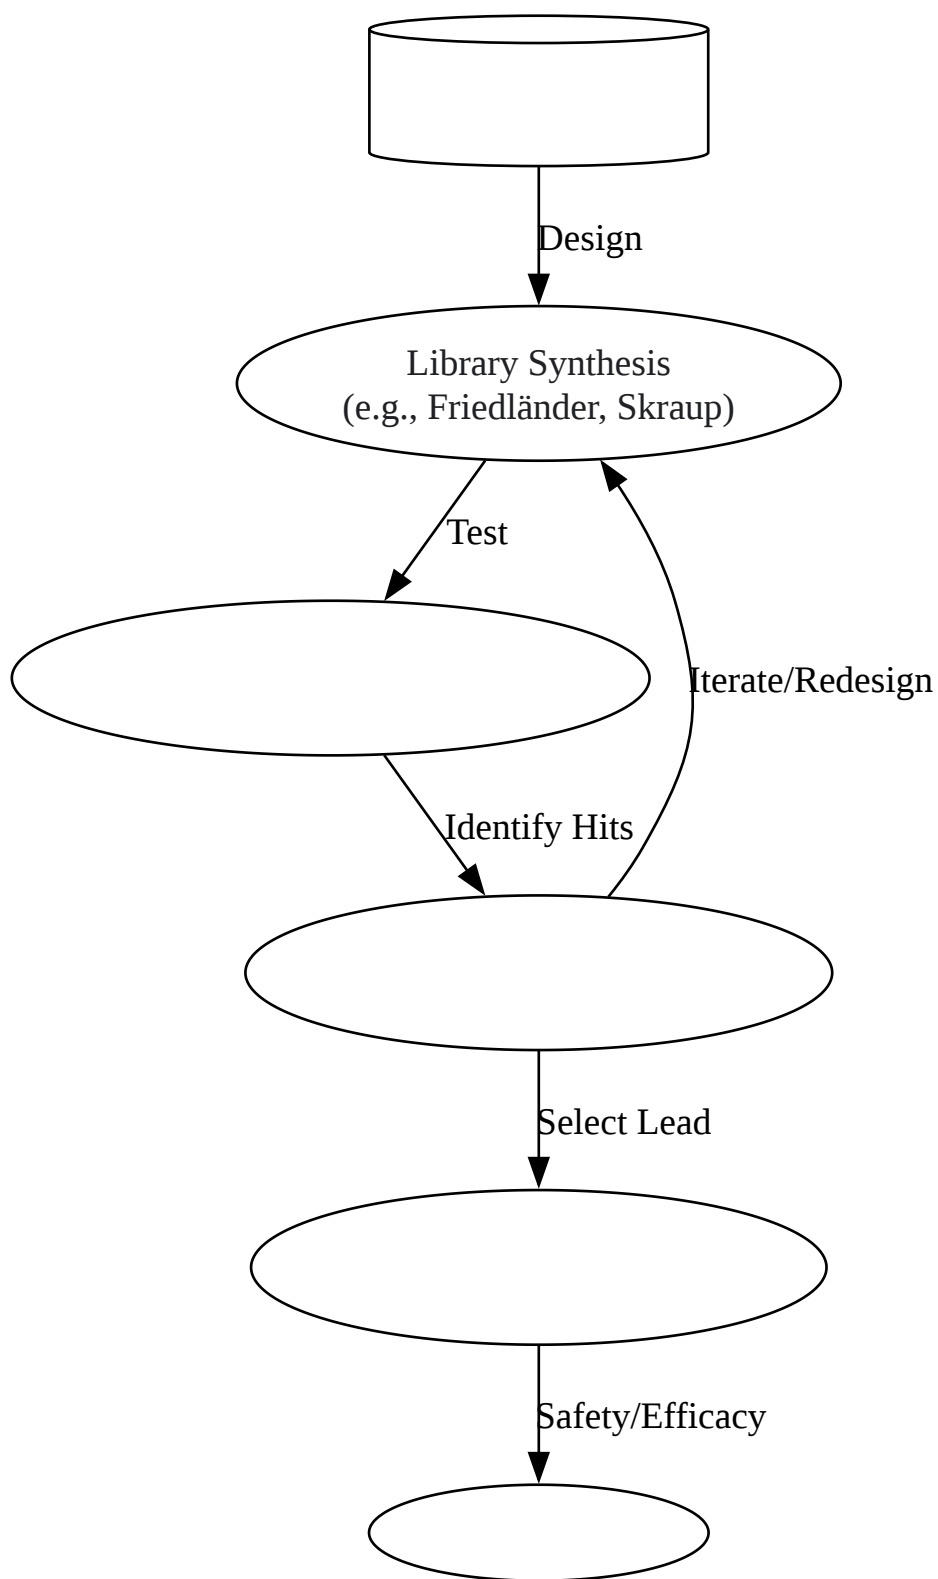 Design
Library Synthesis
(e.g., Friedländer, Skraup)
Test
Iterate/Redesign
Identify Hits
Select Lead
Safety/Efficacy